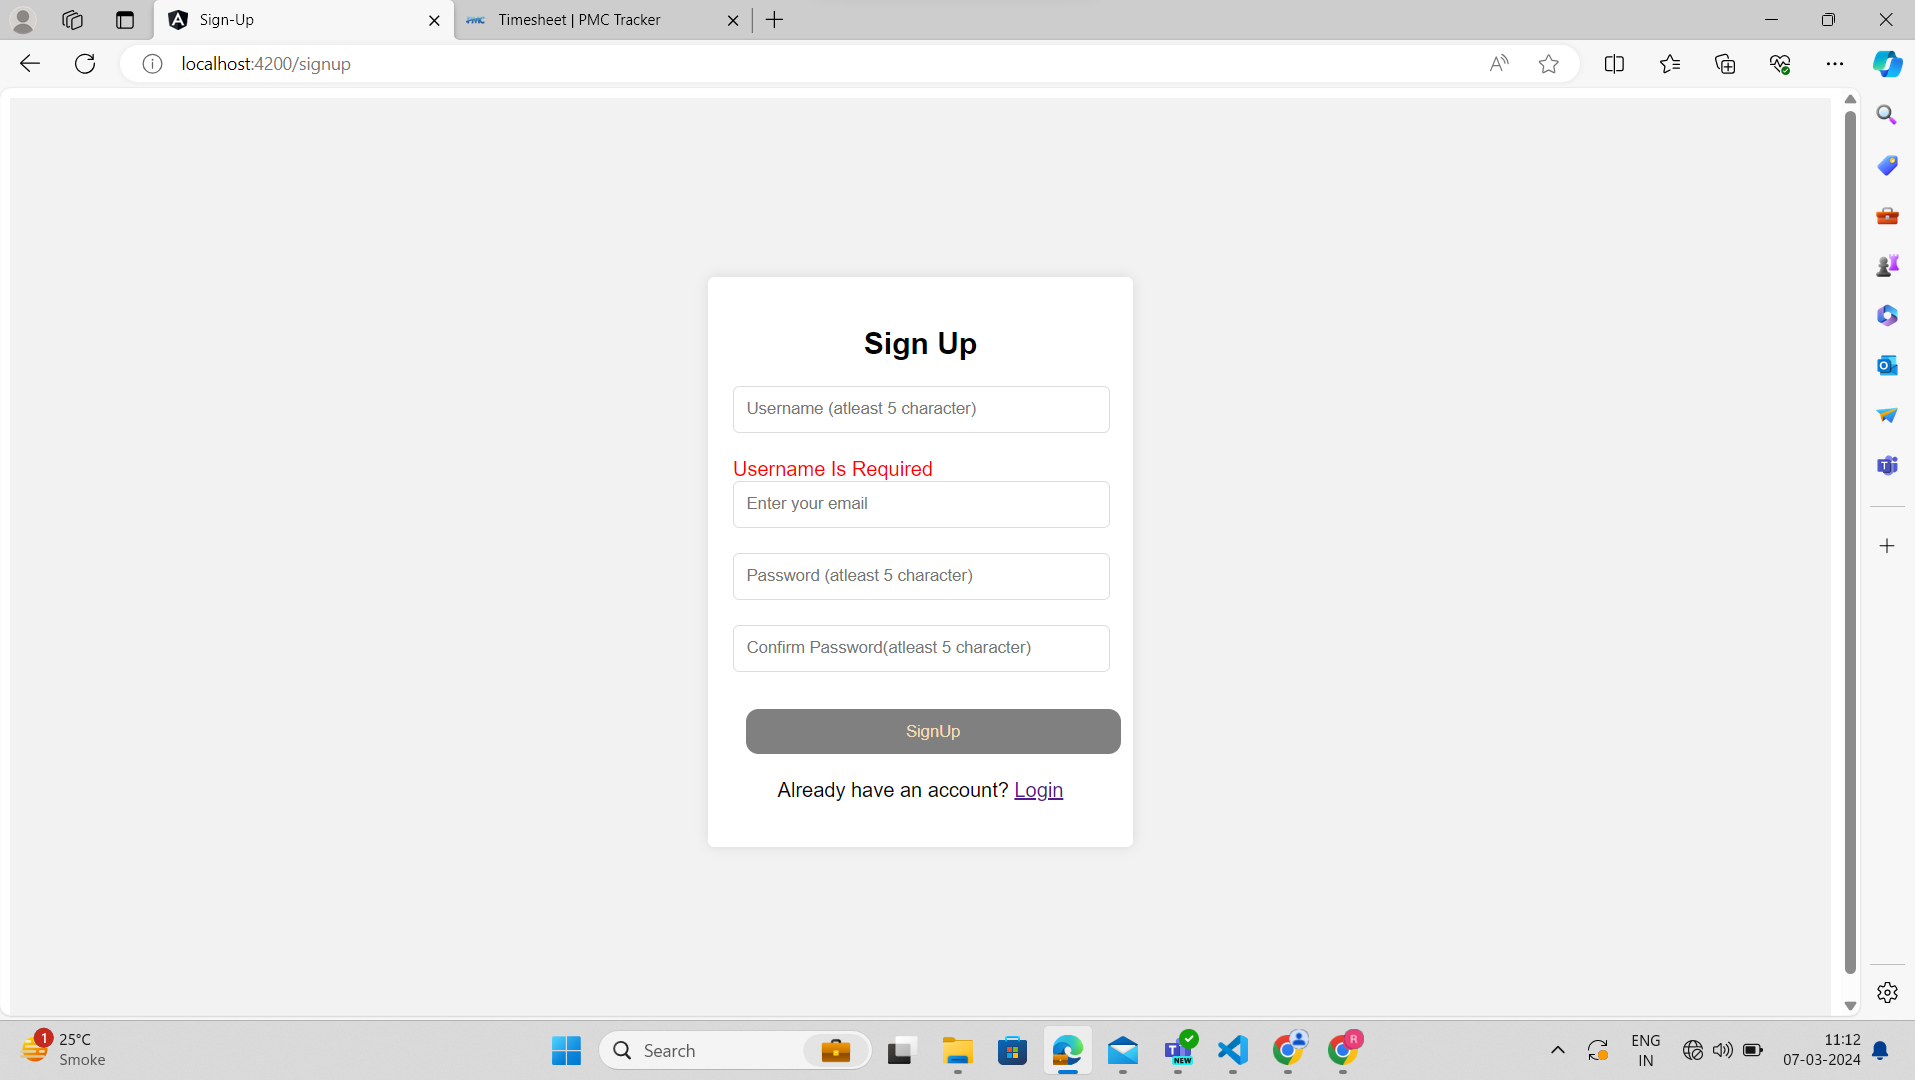 Sign-Up
PMC Timesheet | PMC Tracker
localhost:4200/signup
Sign Up
Username (atleast 5 character)
Username Is Required
Enter your email
Password (atleast 5 character)
Confirm Password(atleast 5 character)
SignUp
Already have an account? Login
1
25°C
Smoke
Search
NEW
R
ENG
IN
11:12
07-03-2024